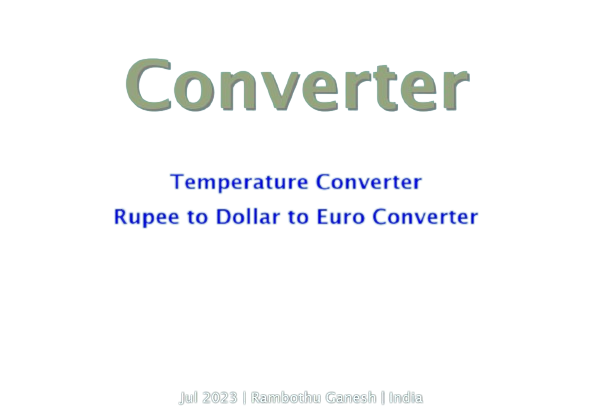 Converter
Temperature Converter
Rupee to Dollar to Euro Converter
Jul 2023 | Rambothu Ganesh | India